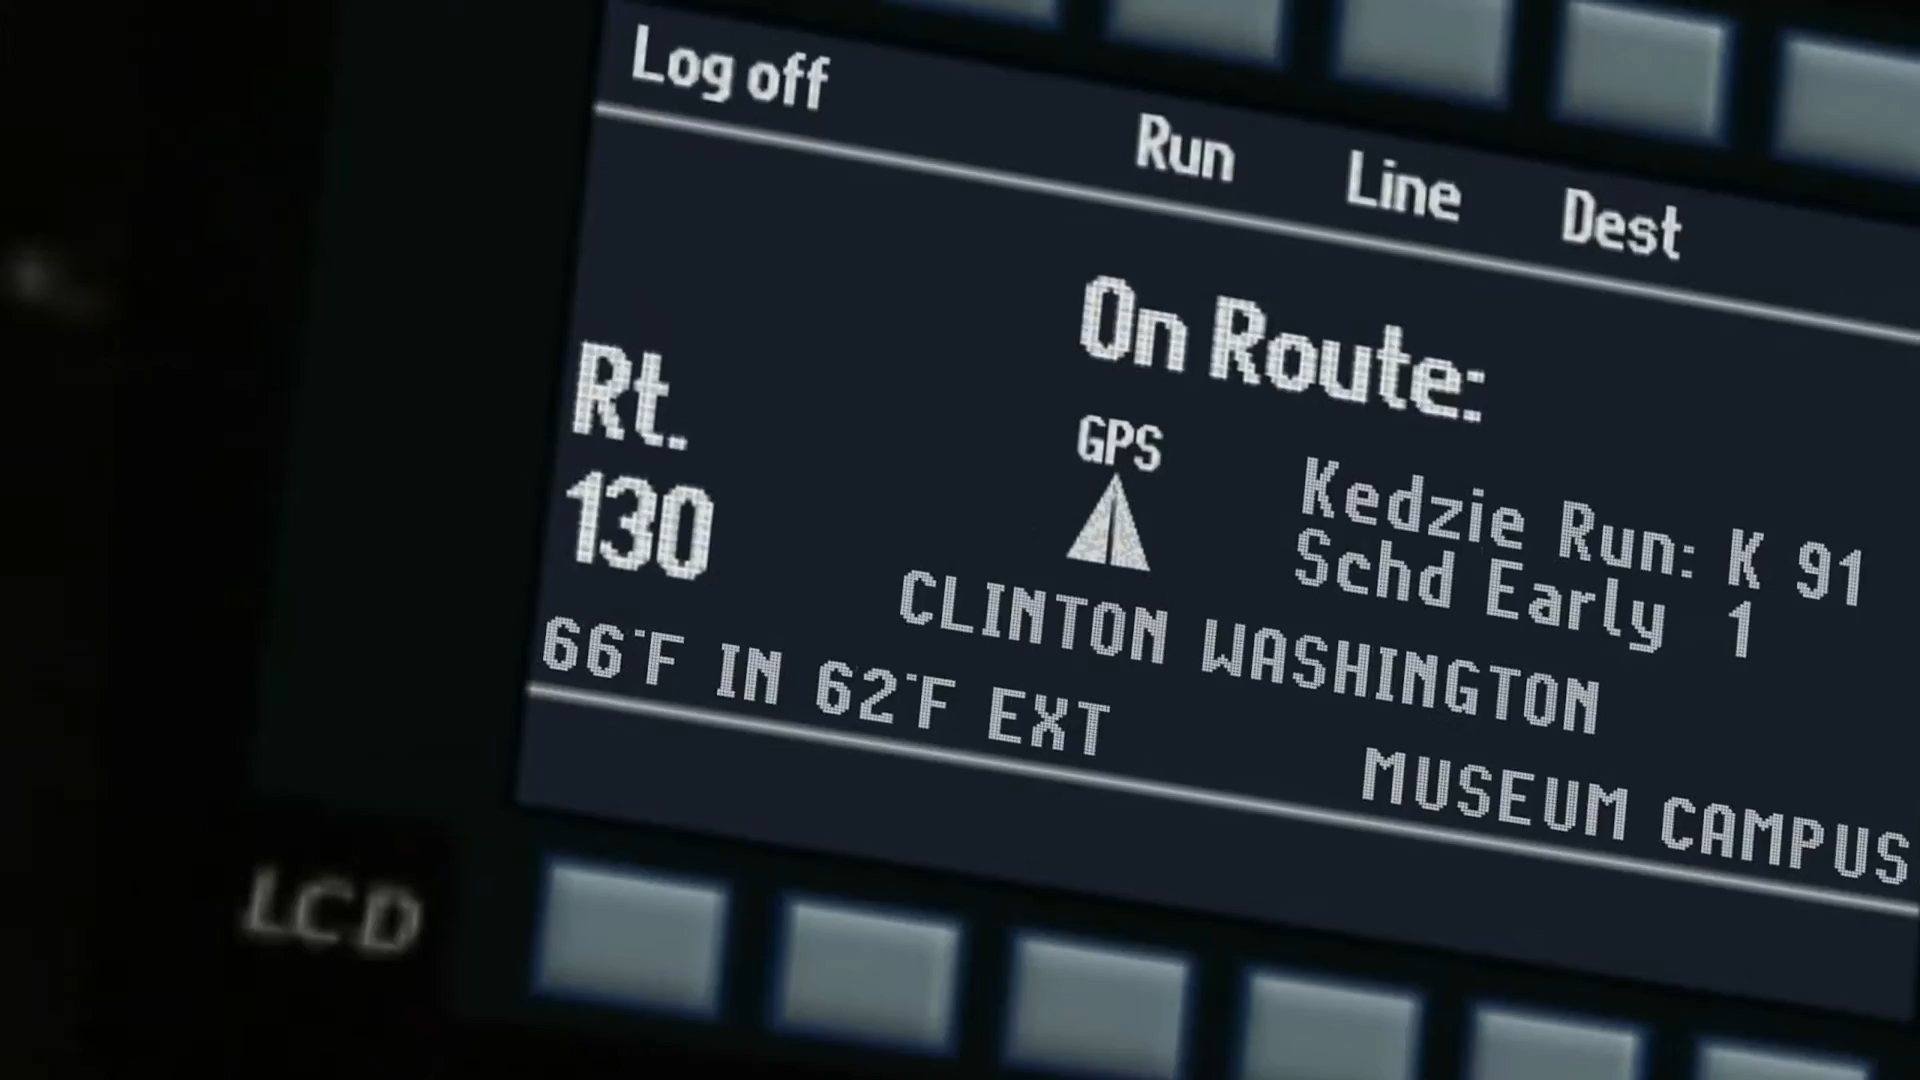 Log off
Run Line Dest
On Route:
Rt.
130
GPS
Kedzie Run: K 91
Schd Early 1
CLINTON WASHINGTON
66°F IN 62°F EXT
MUSEUM CAMPUS
LCD